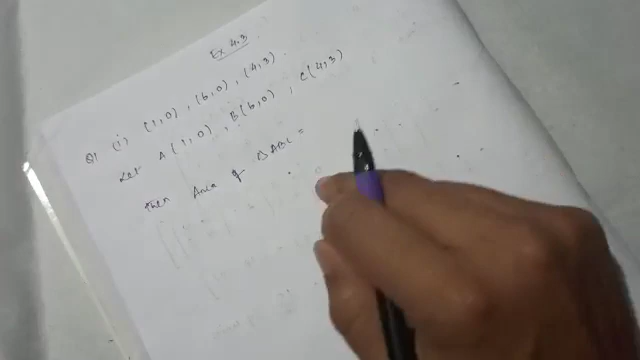 Ex 4.3
Q1 (i) (1,0), (6,0), (4,3).
Let A(1,0), B(6,0), C(4,3)
Then Area of ΔABC =